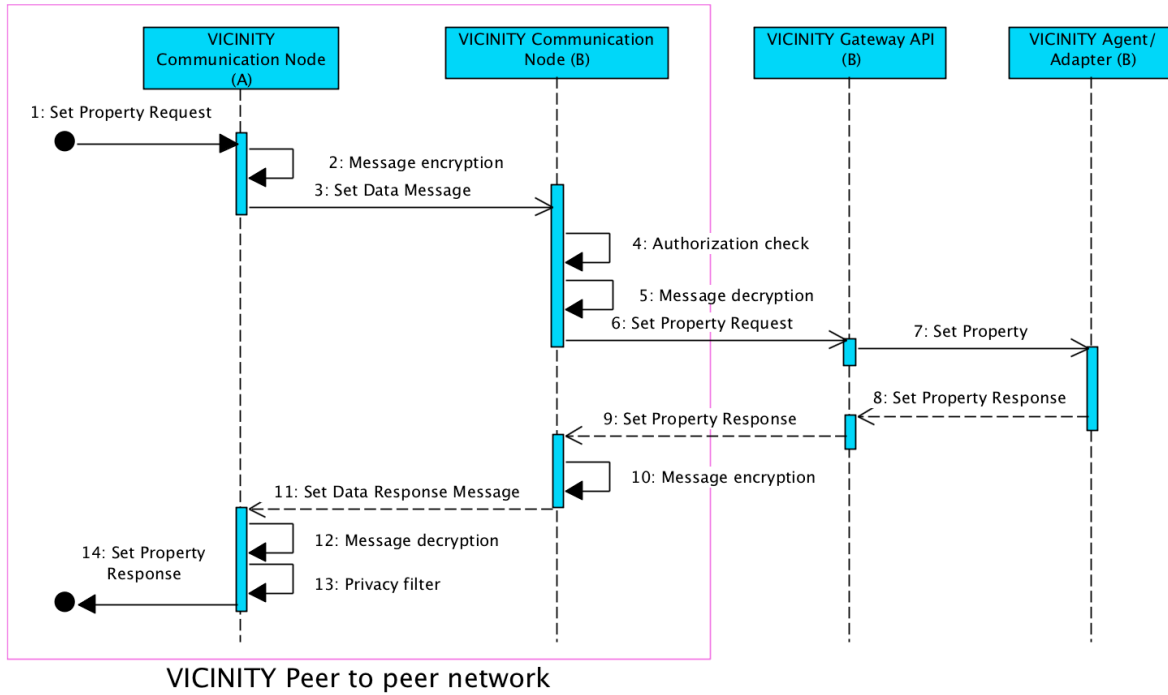 VICINITY
Communication Node
(A)
VICINITY Communication
Node (B)
VICINITY Gateway API
(B)
VICINITY Agent/
Adapter (B)
1: Set Property Request
2: Message encryption
3: Set Data Message
4: Authorization check
5: Message decryption
6: Set Property Request
7: Set Property
8: Set Property Response
9: Set Property Response
10: Message encryption
11: Set Data Response Message
12: Message decryption
13: Privacy filter
14: Set Property
Response
VICINITY Peer to peer network